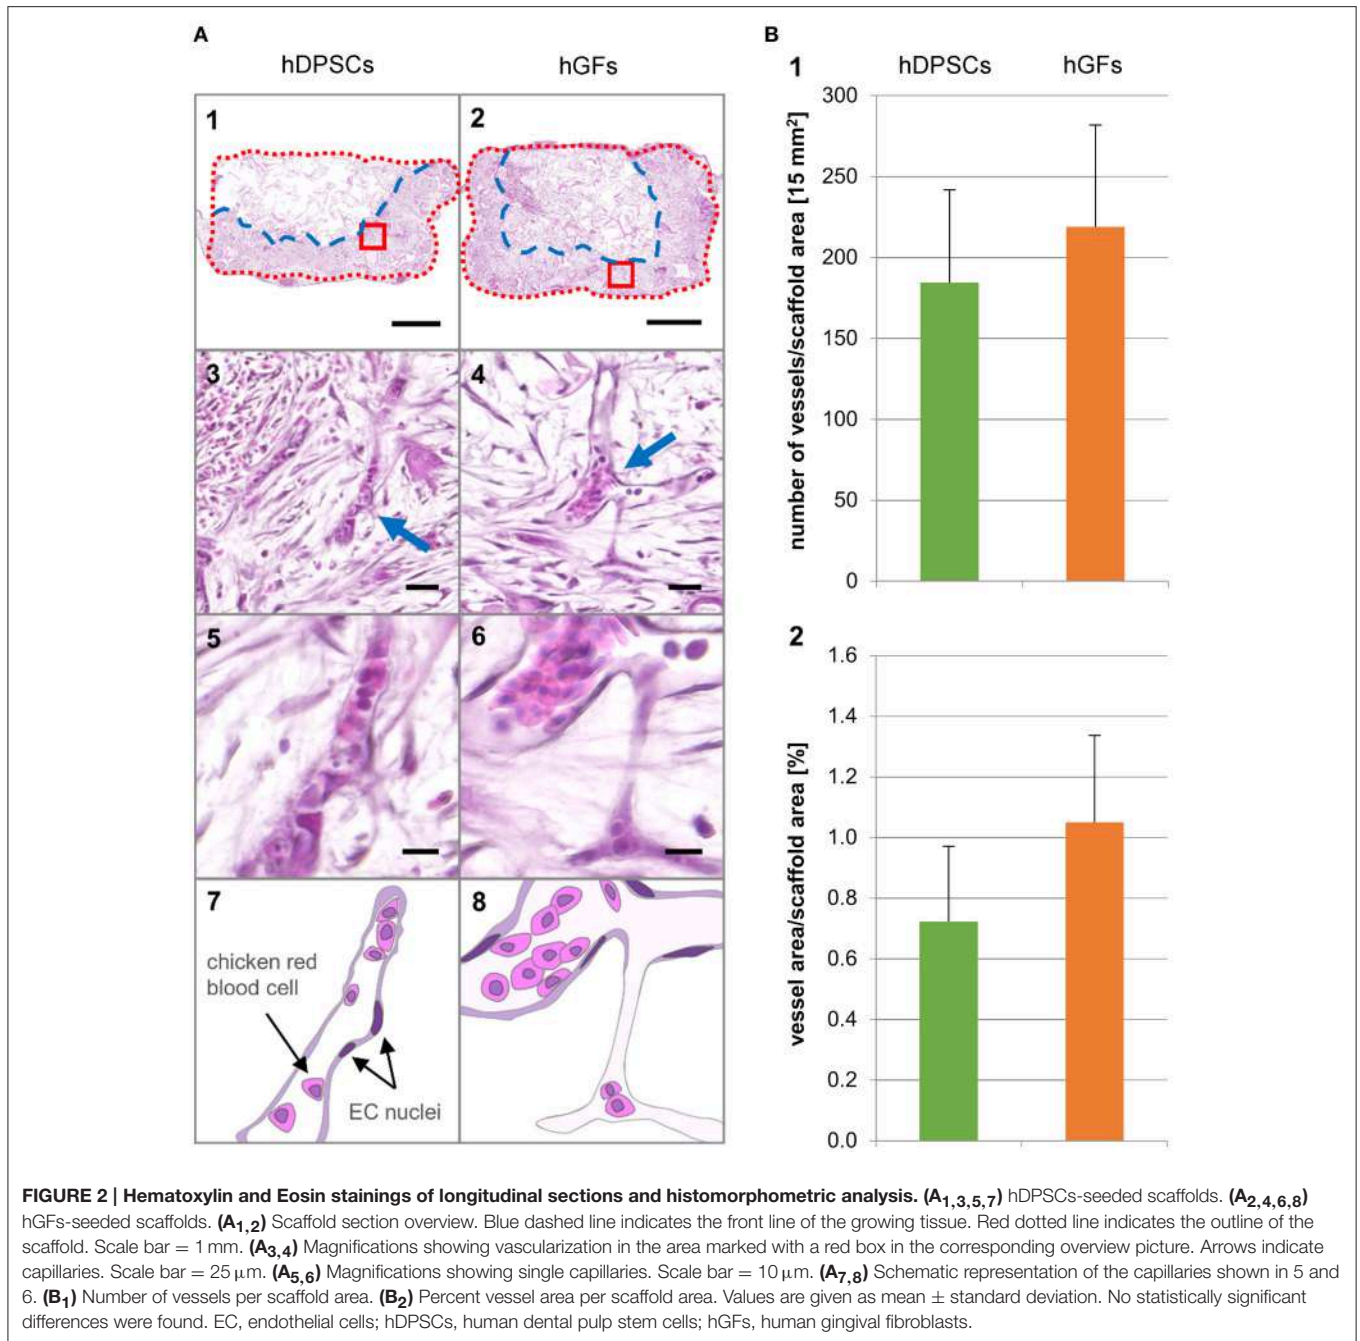 A
hDPSCs
hGFs
1
2
3
4
5
6
7
8
chicken red
blood cell
EC nuclei
B
1
hDPSCs
hGFs
number of vessels/scaffold area [15 mm²]
300
250
200
150
100
50
0
2
vessel area/scaffold area [%]
1.6
1.4
1.2
1.0
0.8
0.6
0.4
0.2
0.0
FIGURE 2 | Hematoxylin and Eosin stainings of longitudinal sections and histomorphometric analysis. (A1,3,5,7) hDPSCs-seeded scaffolds. (A2,4,6,8)
hGFs-seeded scaffolds. (A1,2) Scaffold section overview. Blue dashed line indicates the front line of the growing tissue. Red dotted line indicates the outline of the
scaffold. Scale bar = 1 mm. (A3,4) Magnifications showing vascularization in the area marked with a red box in the corresponding overview picture. Arrows indicate
capillaries. Scale bar = 25 μm. (A5,6) Magnifications showing single capillaries. Scale bar = 10 μm. (A7,8) Schematic representation of the capillaries shown in 5 and
6. (B1) Number of vessels per scaffold area. (B2) Percent vessel area per scaffold area. Values are given as mean ± standard deviation. No statistically significant
differences were found. EC, endothelial cells; hDPSCs, human dental pulp stem cells; hGFs, human gingival fibroblasts.